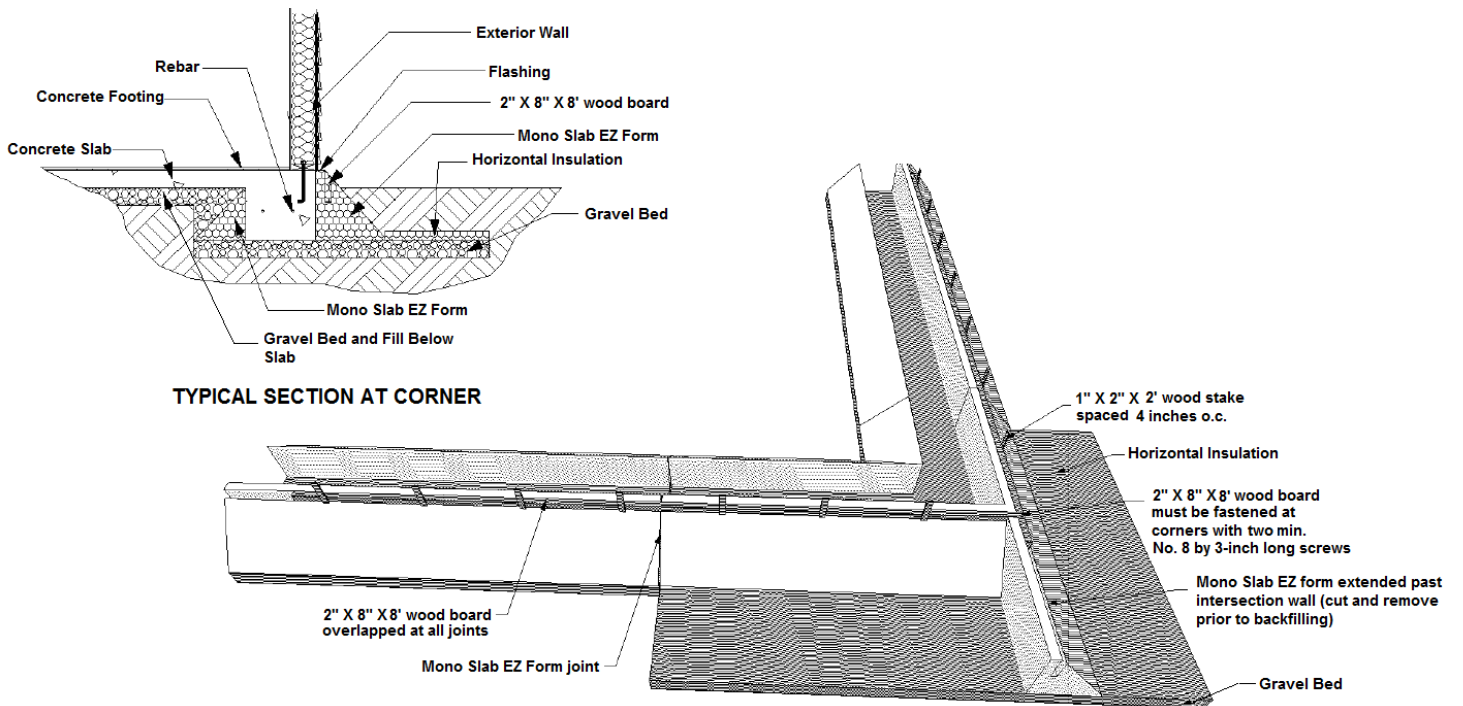 Exterior Wall
Rebar
Flashing
Concrete Footing
2" X 8" X 8' wood board
Mono Slab EZ Form
Concrete Slab
Horizontal Insulation
Gravel Bed
Mono Slab EZ Form
Gravel Bed and Fill Below
Slab
TYPICAL SECTION AT CORNER
1" X 2" X 2' wood stake
spaced 4 inches o.c.
Horizontal Insulation
2" X 8" X 8' wood board
must be fastened at
corners with two min.
No. 8 by 3-inch long screws
Mono Slab EZ form extended past
intersection wall (cut and remove
prior to backfilling)
2" X 8" X 8' wood board
overlapped at all joints
Mono Slab EZ Form joint
Gravel Bed